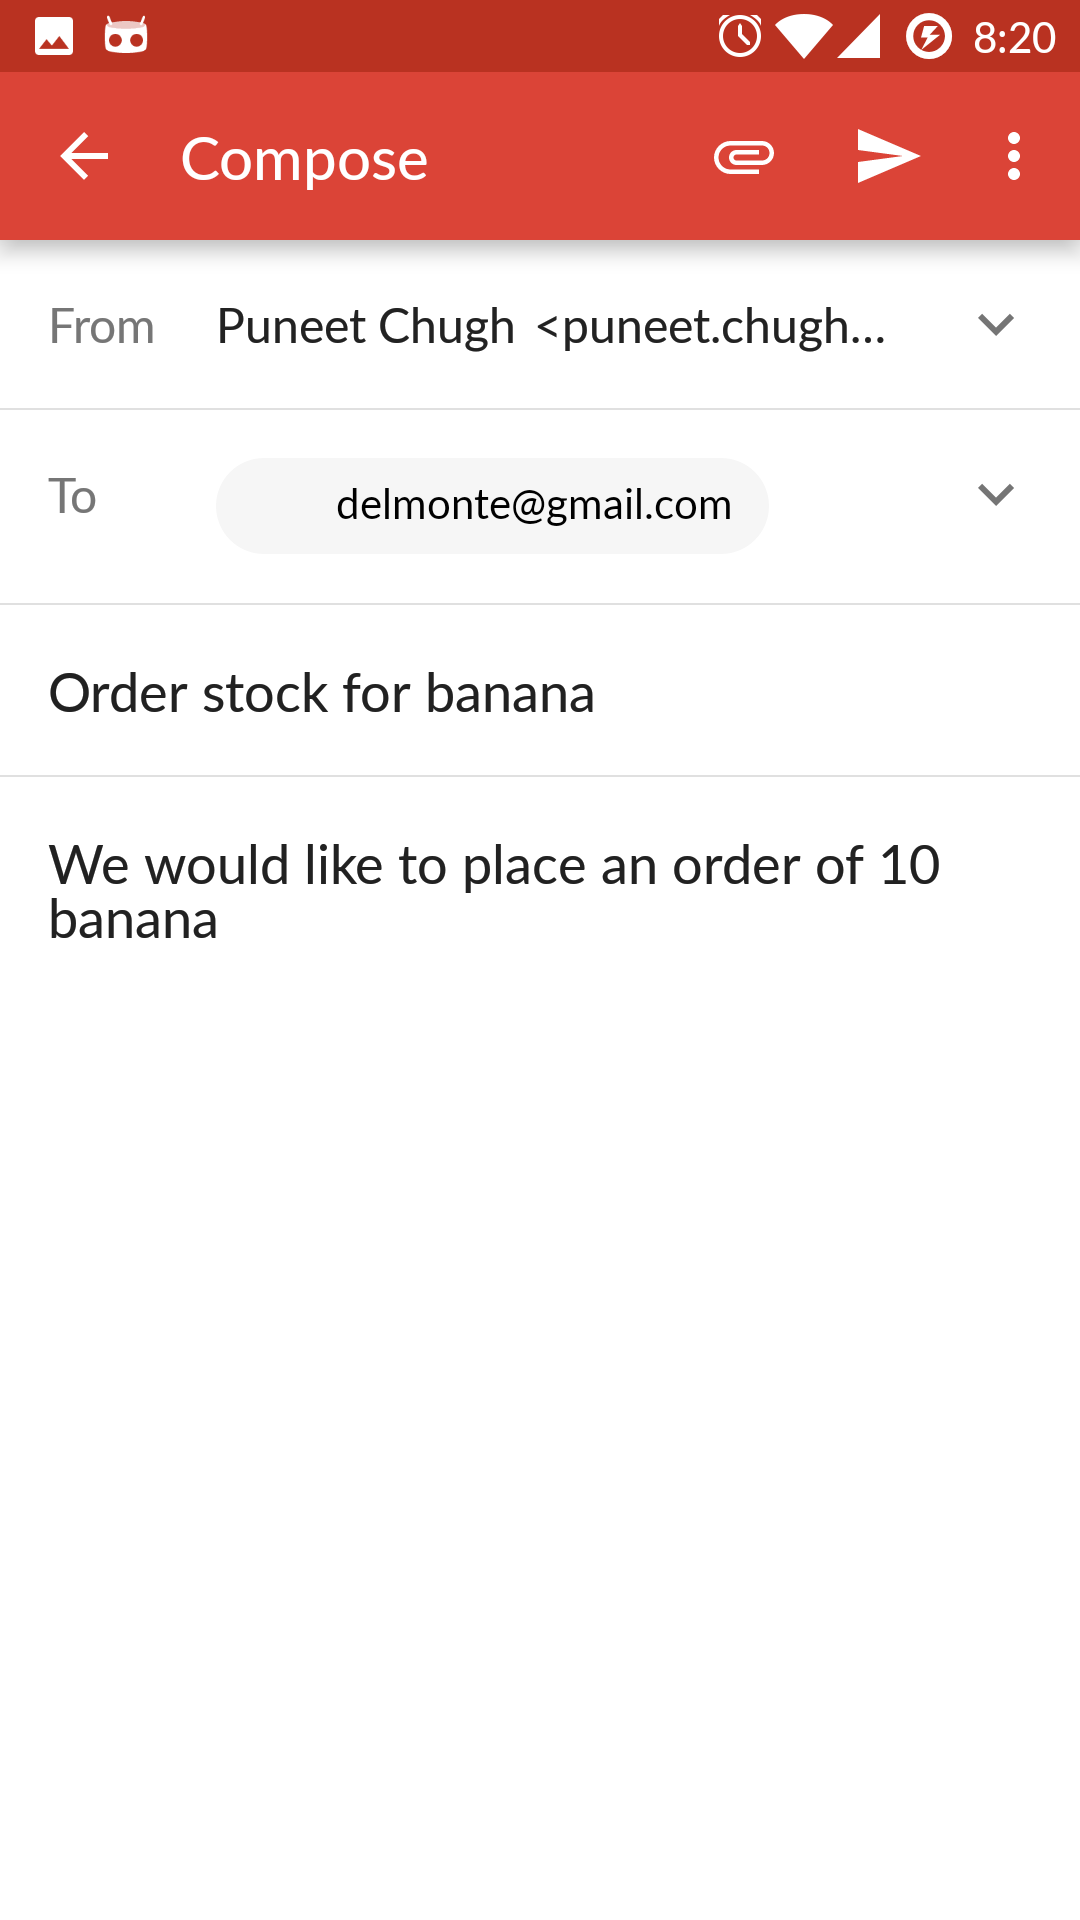 8:20
Compose
From Puneet Chugh <puneet.chugh...
To delmonte@gmail.com
Order stock for banana
We would like to place an order of 10
banana